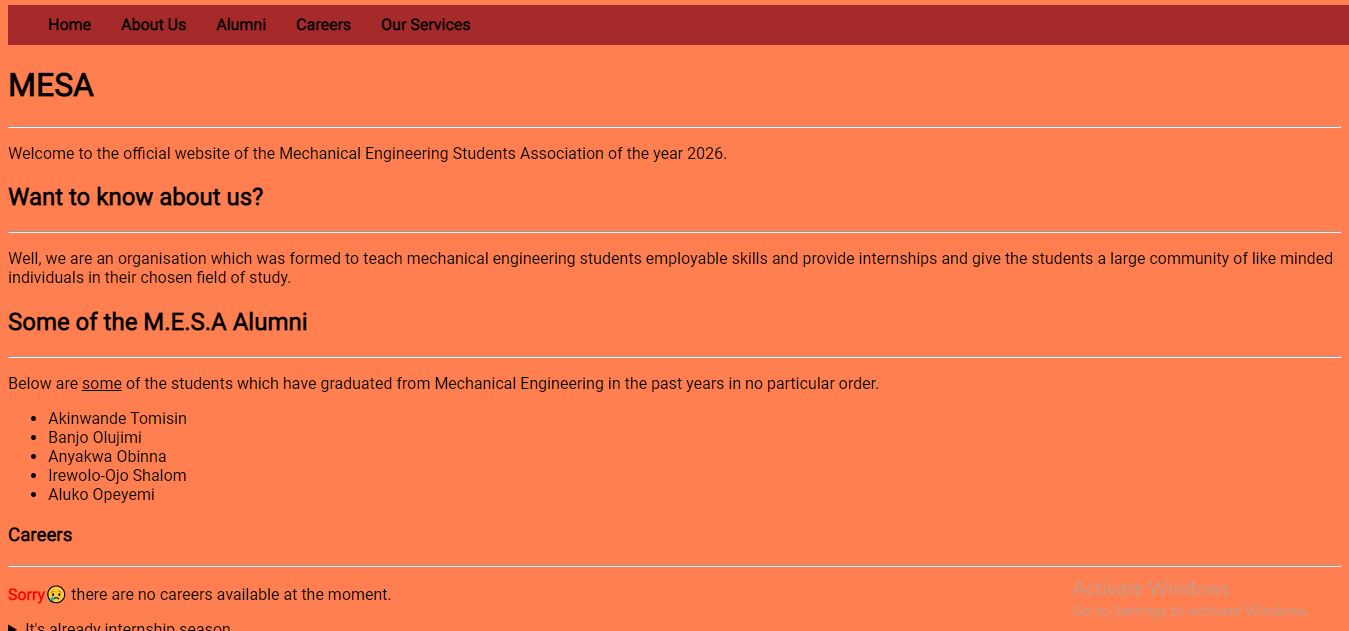 Home About Us Alumni Careers Our Services
MESA
Welcome to the official website of the Mechanical Engineering Students Association of the year 2026.
Want to know about us?
Well, we are an organisation which was formed to teach mechanical engineering students employable skills and provide internships and give the students a large community of like minded
individuals in their chosen field of study.
Some of the M.E.S.A Alumni
Below are some of the students which have graduated from Mechanical Engineering in the past years in no particular order.
• Akinwande Tomisin
• Banjo Olujimi
• Anyakwa Obinna
• Irewolo-Ojo Shalom
• Aluko Opeyemi
Careers
Sorry😢 there are no careers available at the moment.
Activate Windows
Go to Settings to activate Windows.
▶ It's already internship season